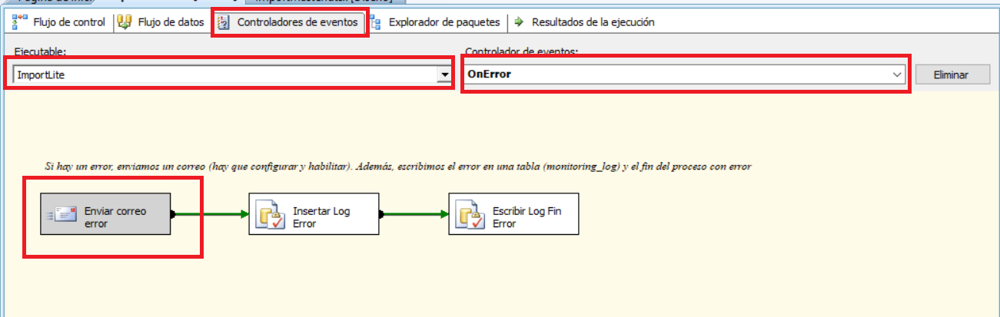 Flujo de control
Flujo de datos
Controladores de eventos
Explorador de paquetes
Resultados de la ejecución
Ejecutable:
Controlador de eventos:
ImportLite
OnError
Eliminar
Si hay un error, enviamos un correo (hay que configurar y habilitar). Además, escribimos el error en una tabla (monitoring_log) y el fin del proceso con error
Enviar correo
error
Insertar Log
Error
Escribir Log Fin
Error